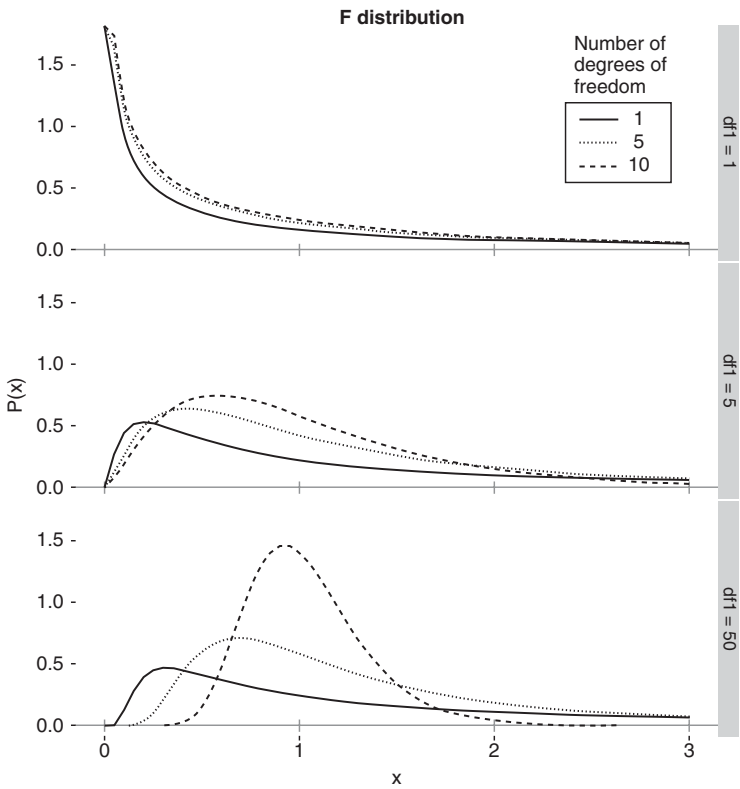 F distribution
Number of
degrees of
freedom
1
5
10
1.5
1.0
0.5
0.0
df1 = 1
1.5
1.0
0.5
0.0
df1 = 5
P(x)
1.5
1.0
0.5
0.0
df1 = 50
0 1 2 3
x